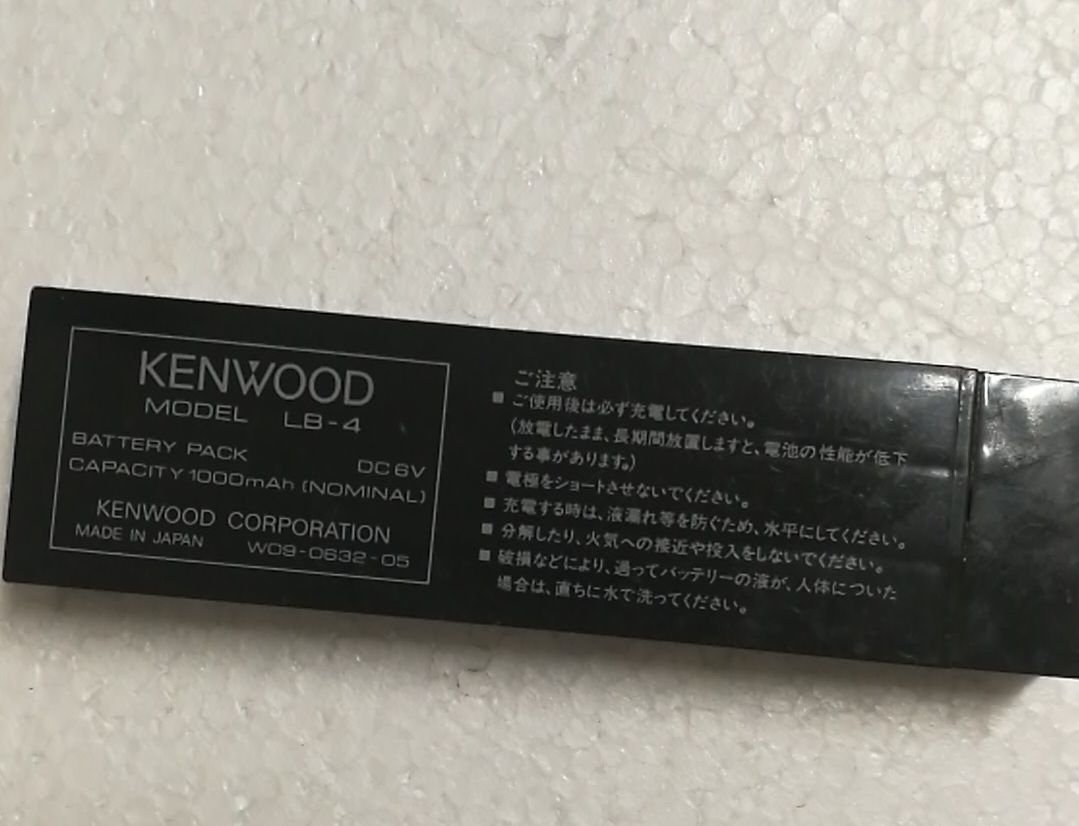 KENWOOD
MODEL LB-4
BATTERY PACK DC 6V
CAPACITY 1000mAh (NOMINAL)
KENWOOD CORPORATION
MADE IN JAPAN W09-0632-05
ご注意
■ ご使用後は必ず充電してください。
(放電したまま、長期間放置しますと、電池の性能が低下
する事があります。)
■ 電極をショートさせないでください。
■ 充電する時は、液漏れ等を防ぐため、水平にしてください。
■ 分解したり、火気への接近や投入をしないでください。
■ 破損などにより、過ってバッテリーの液が、人体についた
場合は、直ちに水で洗ってください。